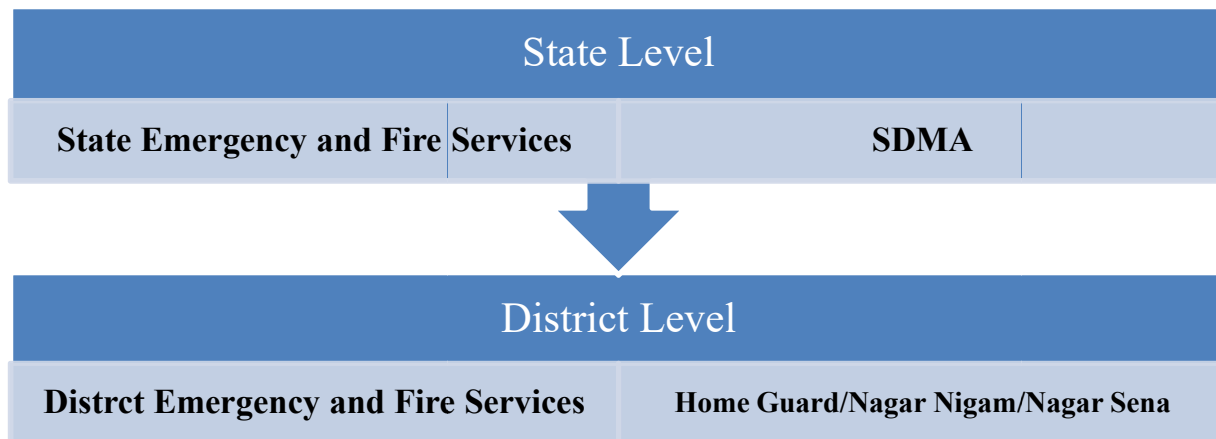 State Level
State Emergency and Fire Services
SDMA
District Level
Distrct Emergency and Fire Services
Home Guard/Nagar Nigam/Nagar Sena